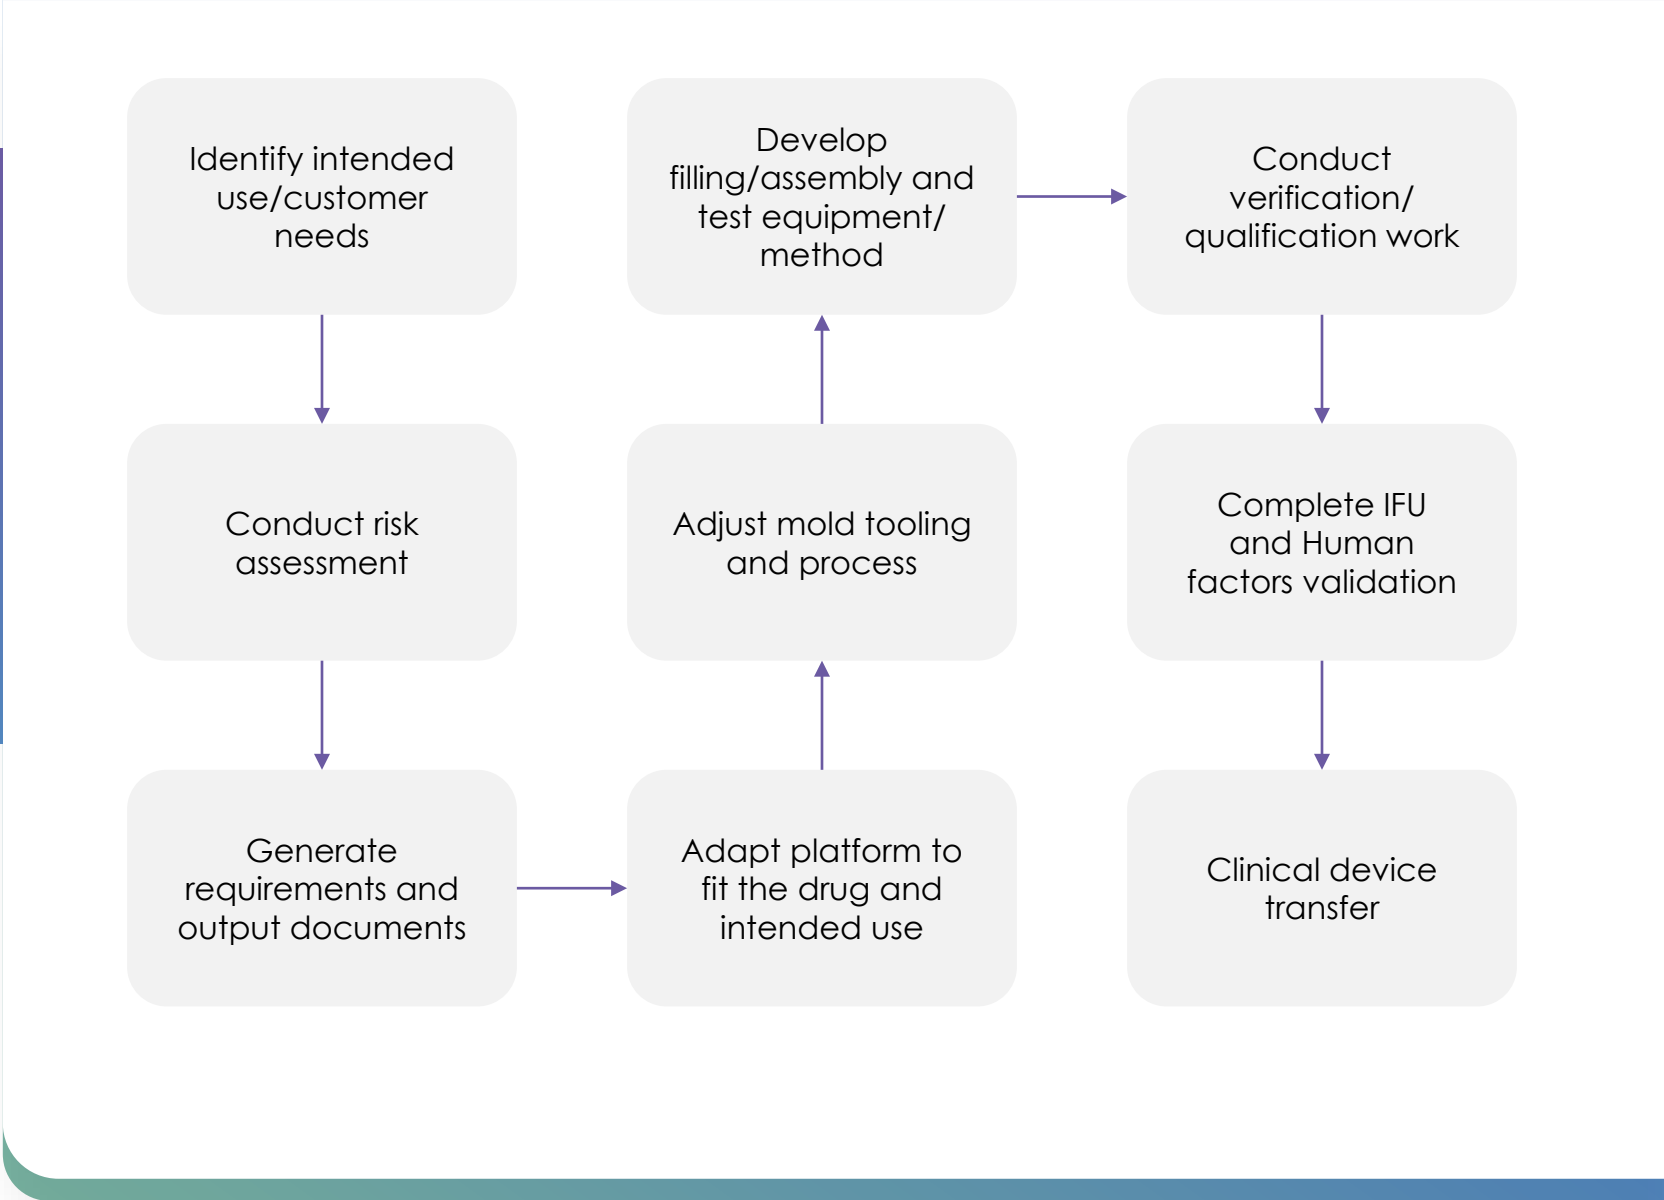 Identify intended
use/customer
needs
Conduct risk
assessment
Generate
requirements and
output documents
Adapt platform to
fit the drug and
intended use
Adjust mold tooling
and process
Develop
filling/assembly and
test equipment/
method
Conduct
verification/
qualification work
Complete IFU
and Human
factors validation
Clinical device
transfer